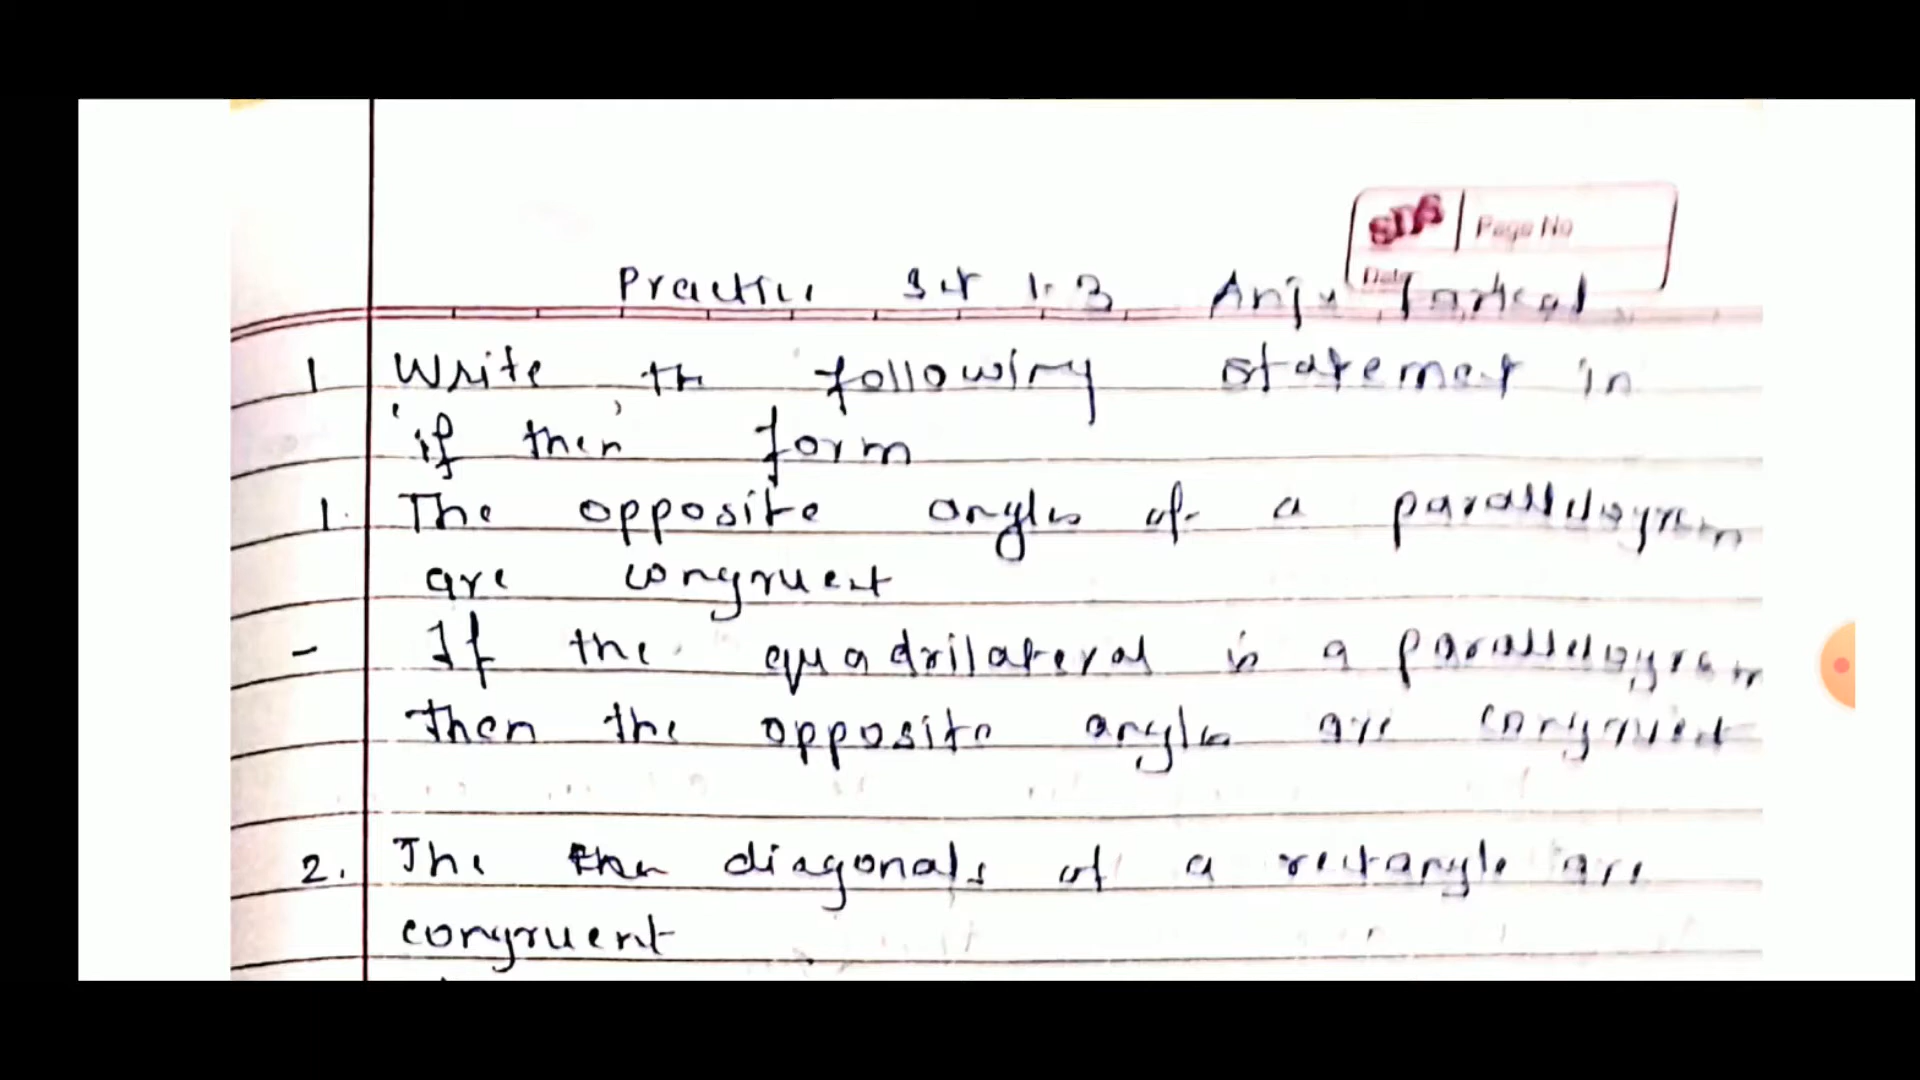 SDS Page No
Date
Practice Set 1.3 Anju
1 Write the following statement in
'if then' form
1. The opposite angles of a parallelogram
are congruent
- If the quadrilateral is a parallelogram
then the opposite angles are congruent
2. The diagonals of a rectangle are
congruent